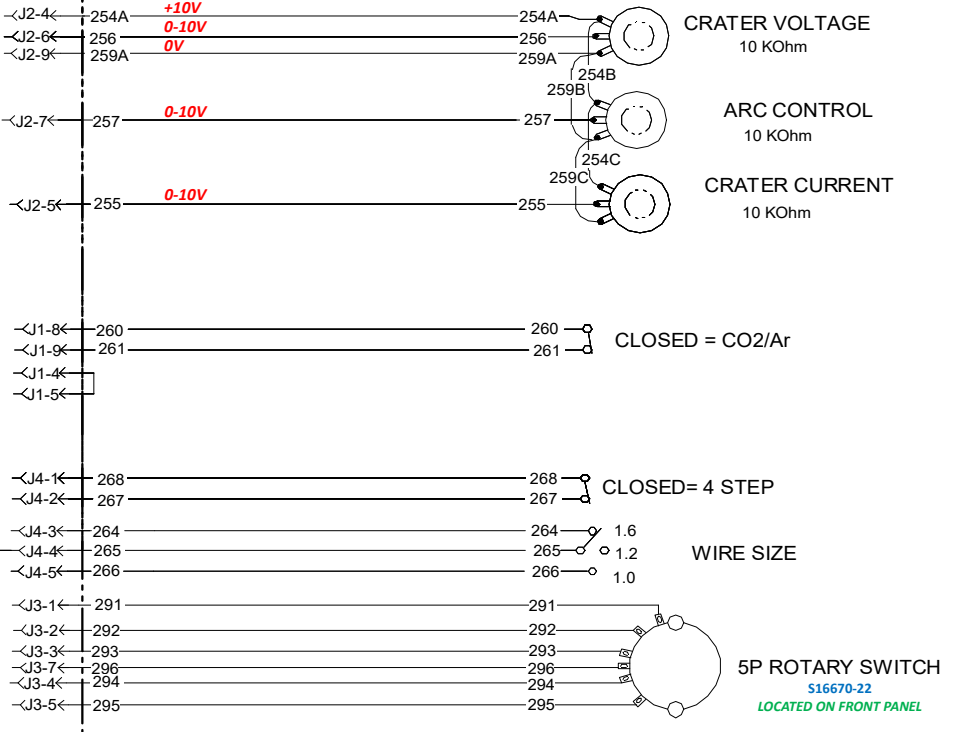 J2-4 254A +10V 254A CRATER VOLTAGE
J2-6 256 0-10V 256 10 KOhm
J2-9 259A 0V 259A
254B
259B
J2-7 257 0-10V 257 ARC CONTROL
10 KOhm
254C
259C
CRATER CURRENT
J2-5 255 0-10V 255 10 KOhm
J1-8 260 260 CLOSED = CO2/Ar
J1-9 261 261
J1-4
J1-5
J4-1 268 268 CLOSED= 4 STEP
J4-2 267 267
J4-3 264 264 1.6
J4-4 265 265 1.2 WIRE SIZE
J4-5 266 266 1.0
J3-1 291 291
J3-2 292 292
J3-3 293 293
J3-7 296 296 5P ROTARY SWITCH
J3-4 294 294 S16670-22
J3-5 295 295 LOCATED ON FRONT PANEL